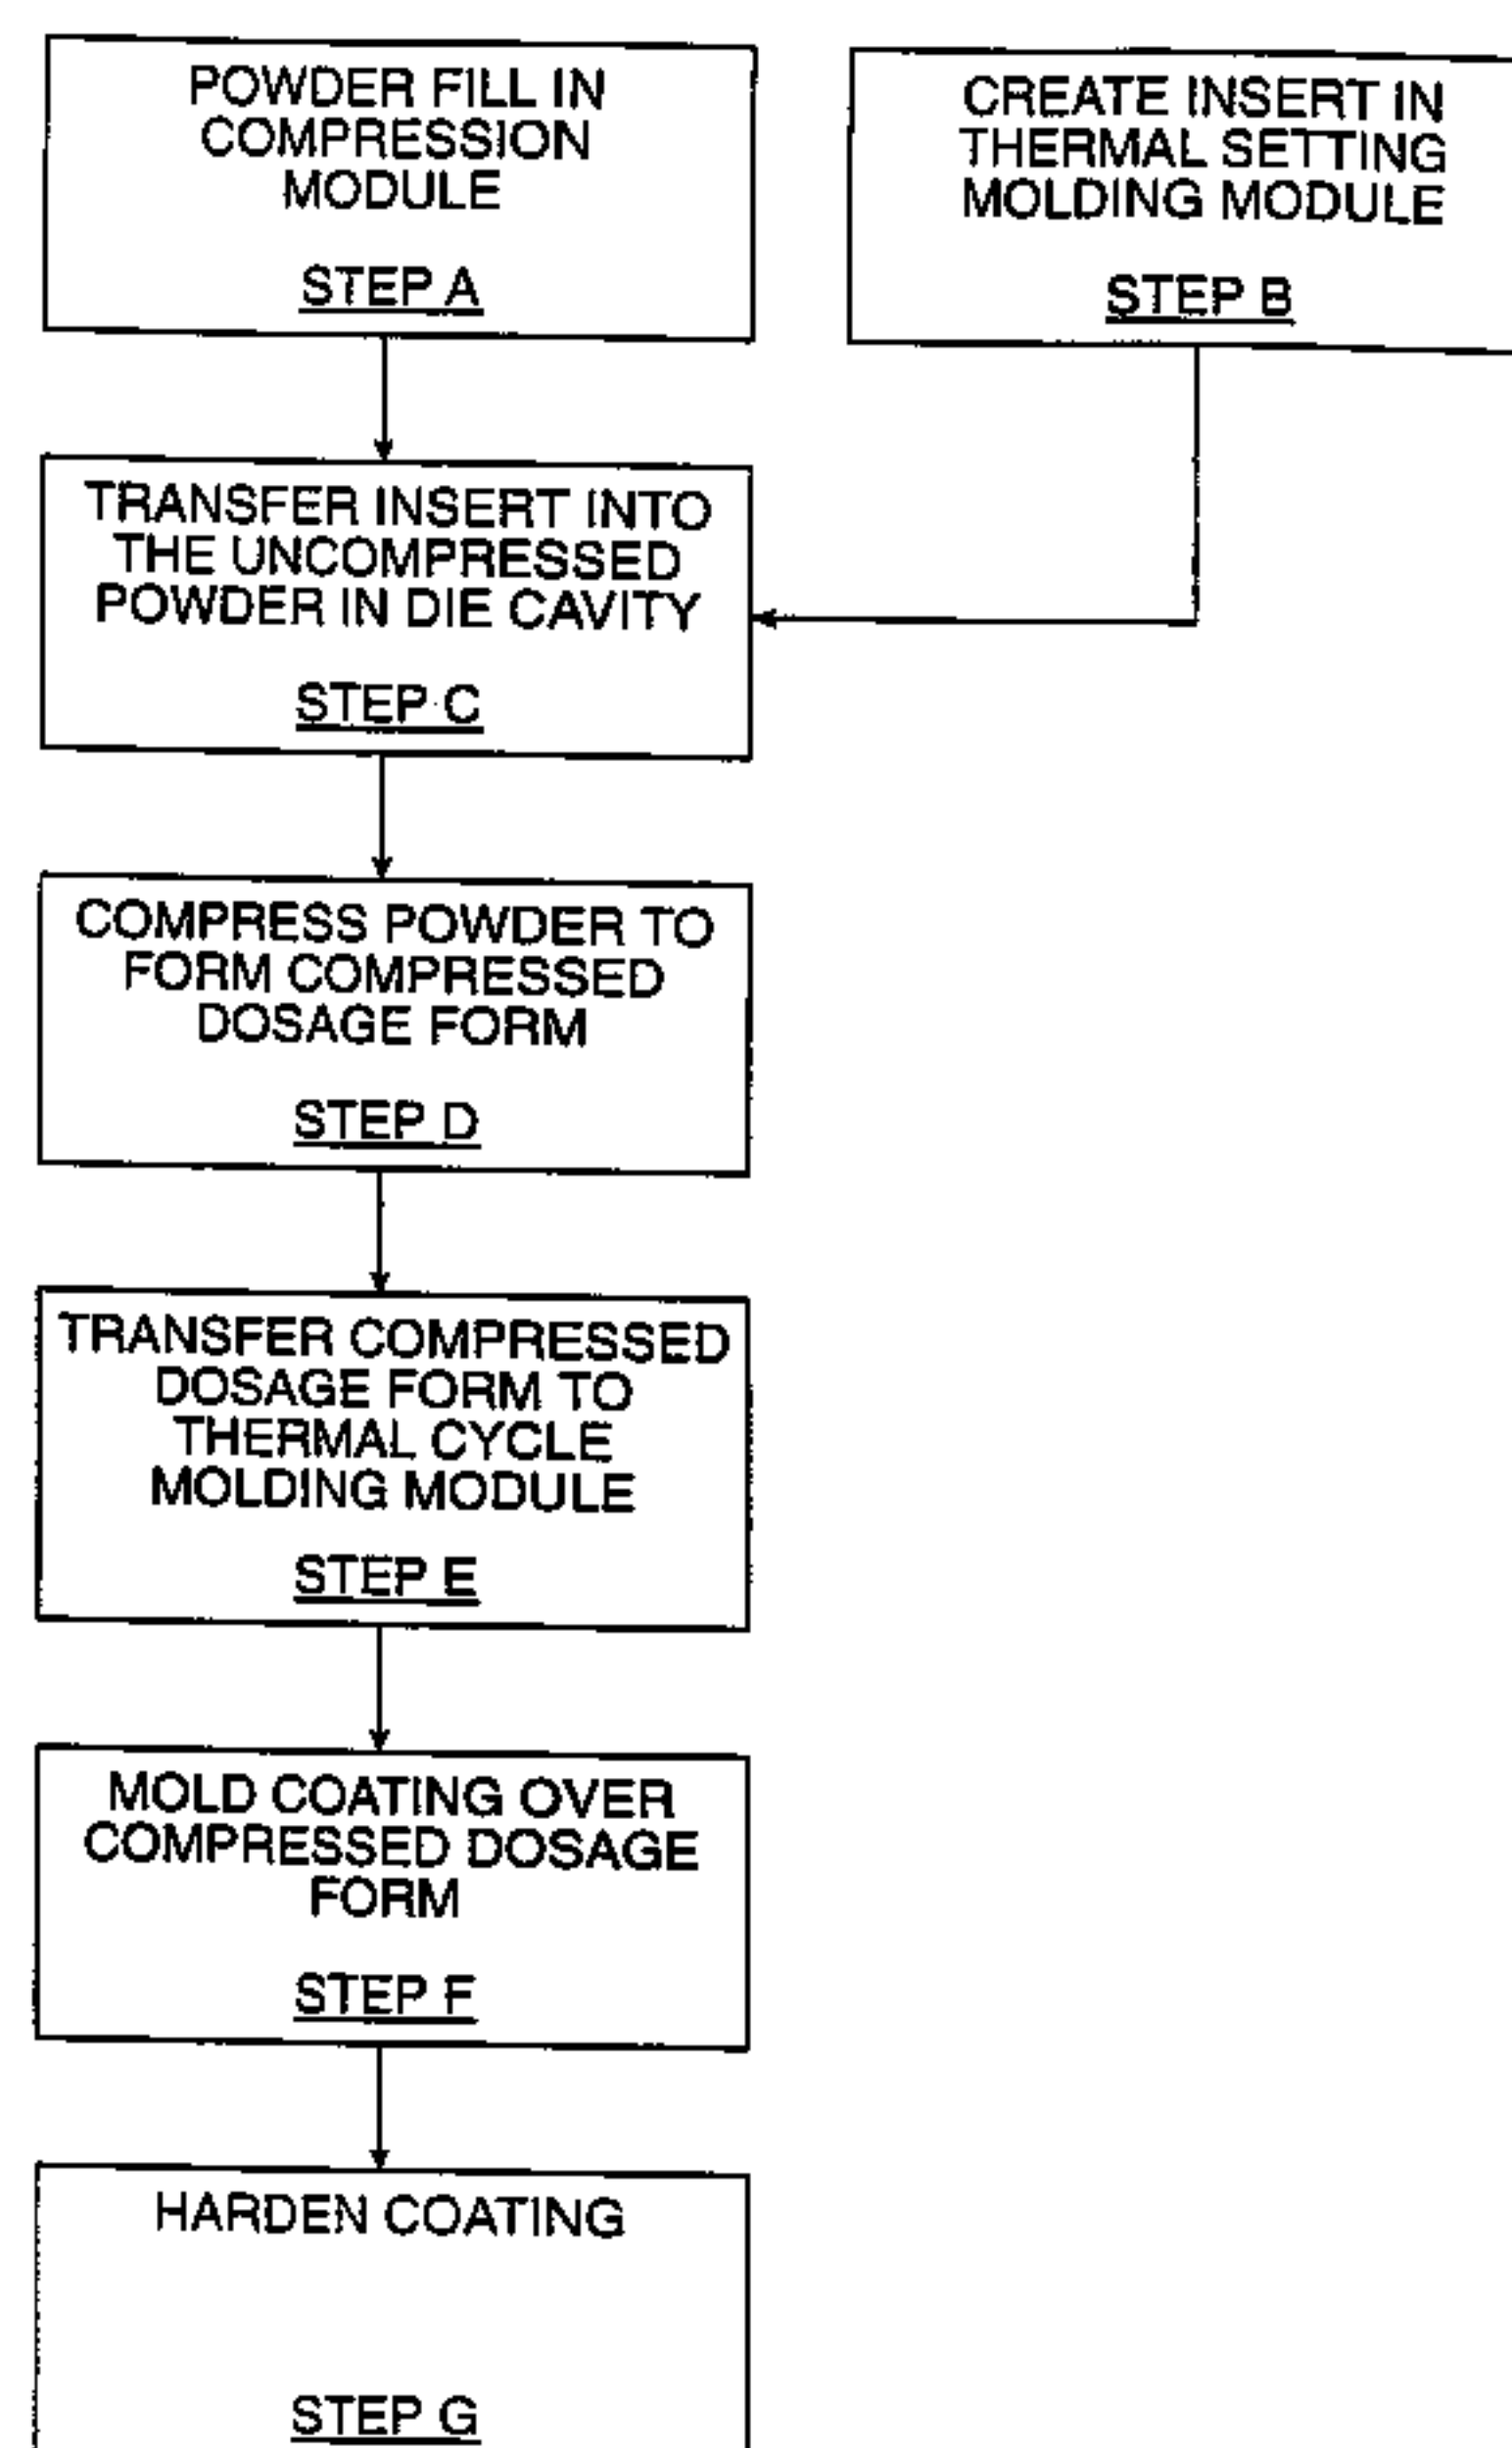 POWDER FILL IN
COMPRESSION
MODULE
STEP A
CREATE INSERT IN
THERMAL SETTING
MOLDING MODULE
STEP B
TRANSFER INSERT INTO
THE UNCOMPRESSED
POWDER IN DIE CAVITY
STEP C
COMPRESS POWDER TO
FORM COMPRESSED
DOSAGE FORM
STEP D
TRANSFER COMPRESSED
DOSAGE FORM TO
THERMAL CYCLE
MOLDING MODULE
STEP E
MOLD COATING OVER
COMPRESSED DOSAGE
FORM
STEP F
HARDEN COATING
STEP G